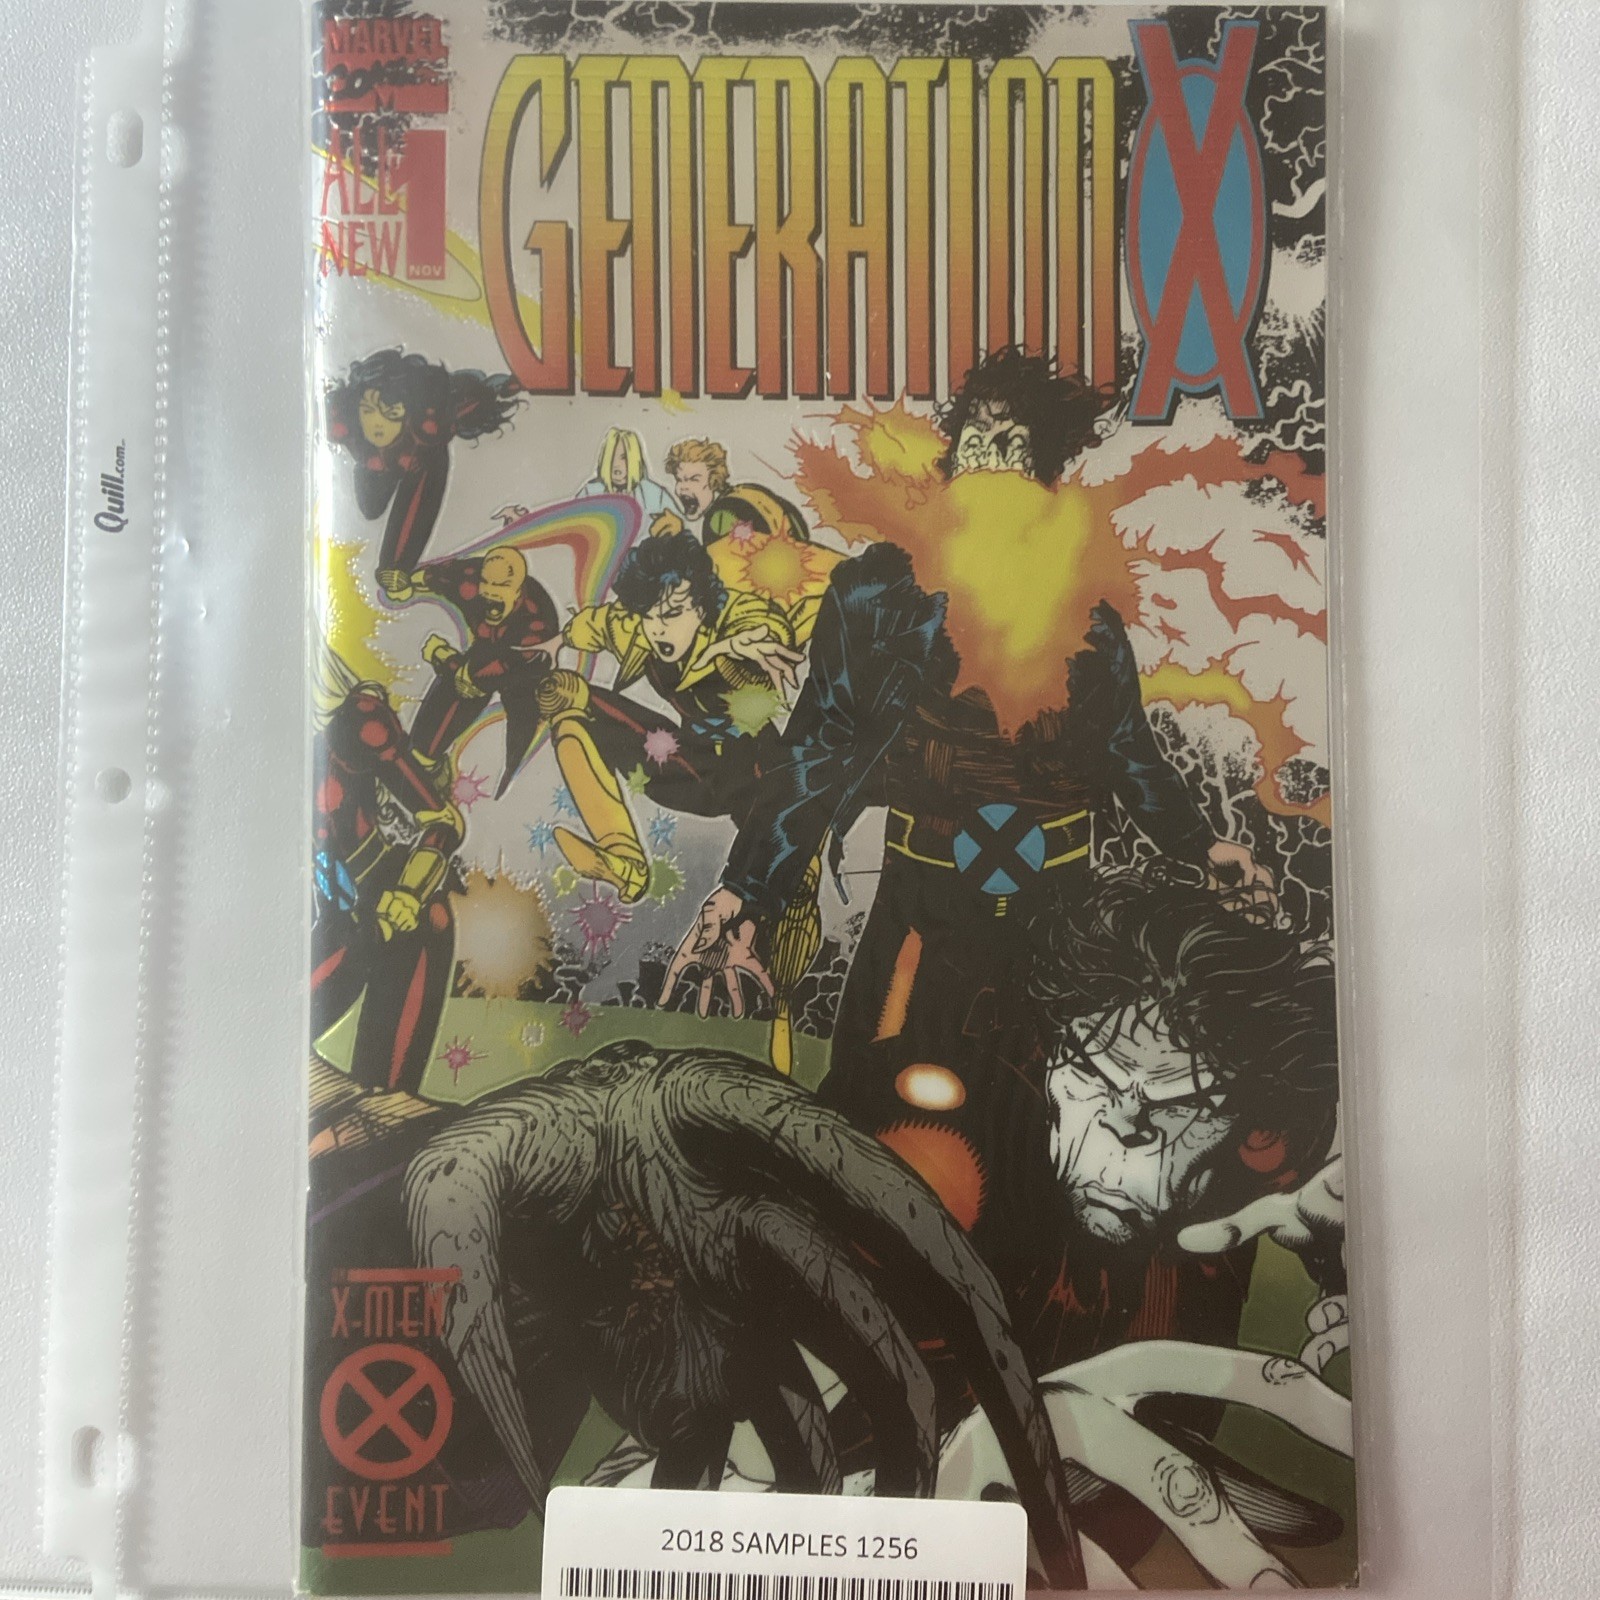 MARVEL
COMICS
ALL
NEW
1
NOV
GENERATION X
Quill.com
X-MEN
EVENT
2018 SAMPLES 1256